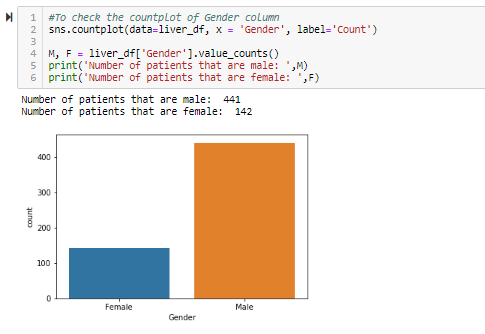 1 #To check the countplot of Gender column
2 sns.countplot(data=liver_df, x = 'Gender', label='Count')
3
4 M, F = liver_df['Gender'].value_counts()
5 print('Number of patients that are male: ',M)
6 print('Number of patients that are female: ',F)
Number of patients that are male:  441
Number of patients that are female:  142
400
300
200
100
0
count
Female Male
Gender